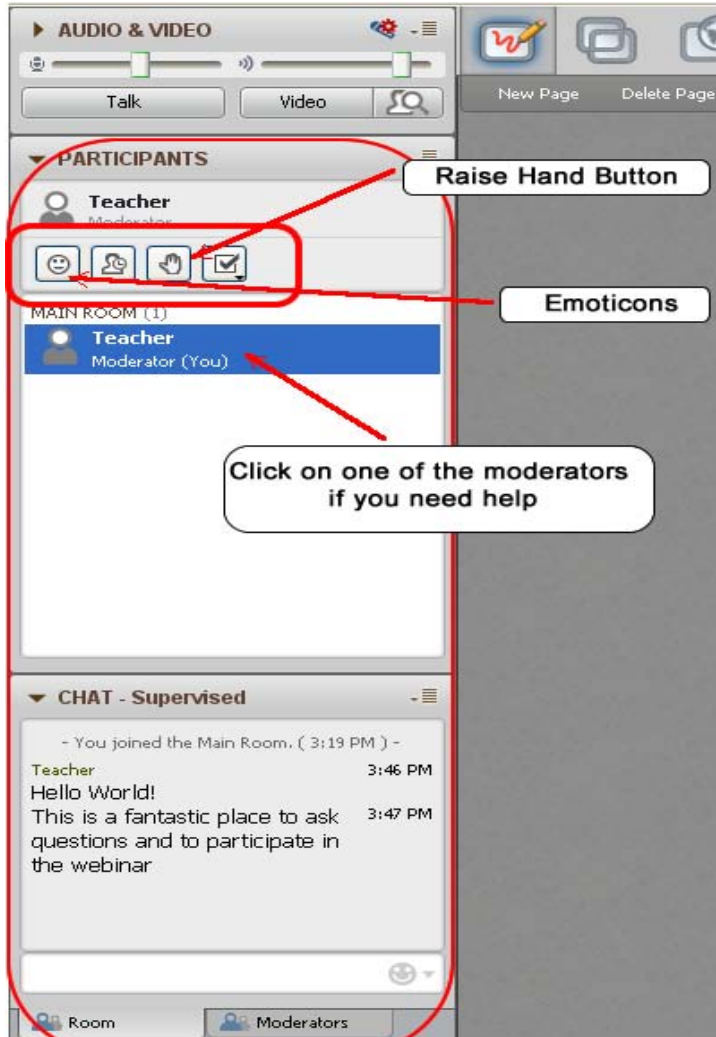 AUDIO & VIDEO
Talk
Video
New Page
Delete Page
PARTICIPANTS
Raise Hand Button
Teacher
Moderator
Emoticons
MAIN ROOM (1)
Teacher
Moderator (You)
Click on one of the moderators
if you need help
CHAT - Supervised
- You joined the Main Room. ( 3:19 PM ) -
Teacher 3:46 PM
Hello World!
This is a fantastic place to ask 3:47 PM
questions and to participate in
the webinar
Room
Moderators